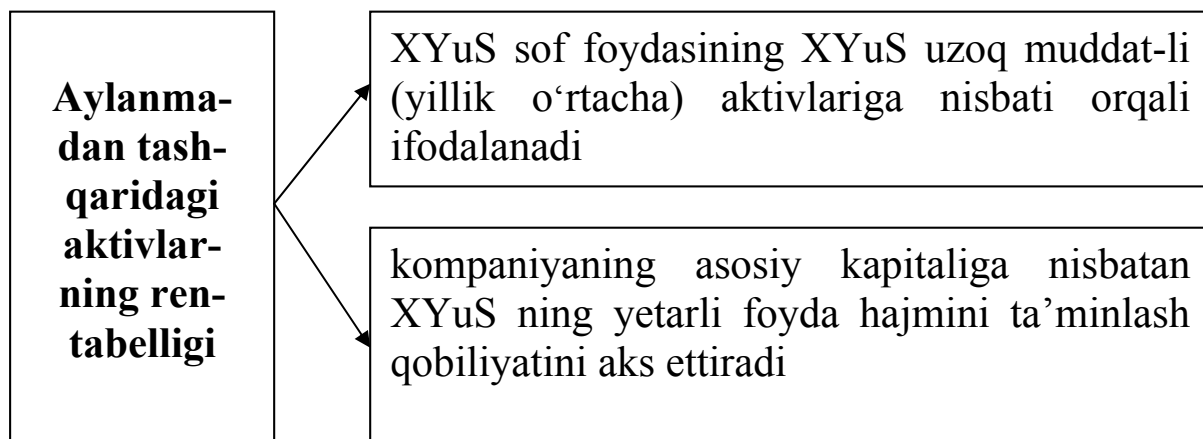 Aylanma-
dan tash-
qaridagi
aktivlar-
ning ren-
tabelligi
XYuS sof foydasining XYuS uzoq muddat-li
(yillik o‘rtacha) aktivlariga nisbati orqali
ifodalanadi
kompaniyaning asosiy kapitaliga nisbatan
XYuS ning yetarli foyda hajmini ta’minlash
qobiliyatini aks ettiradi